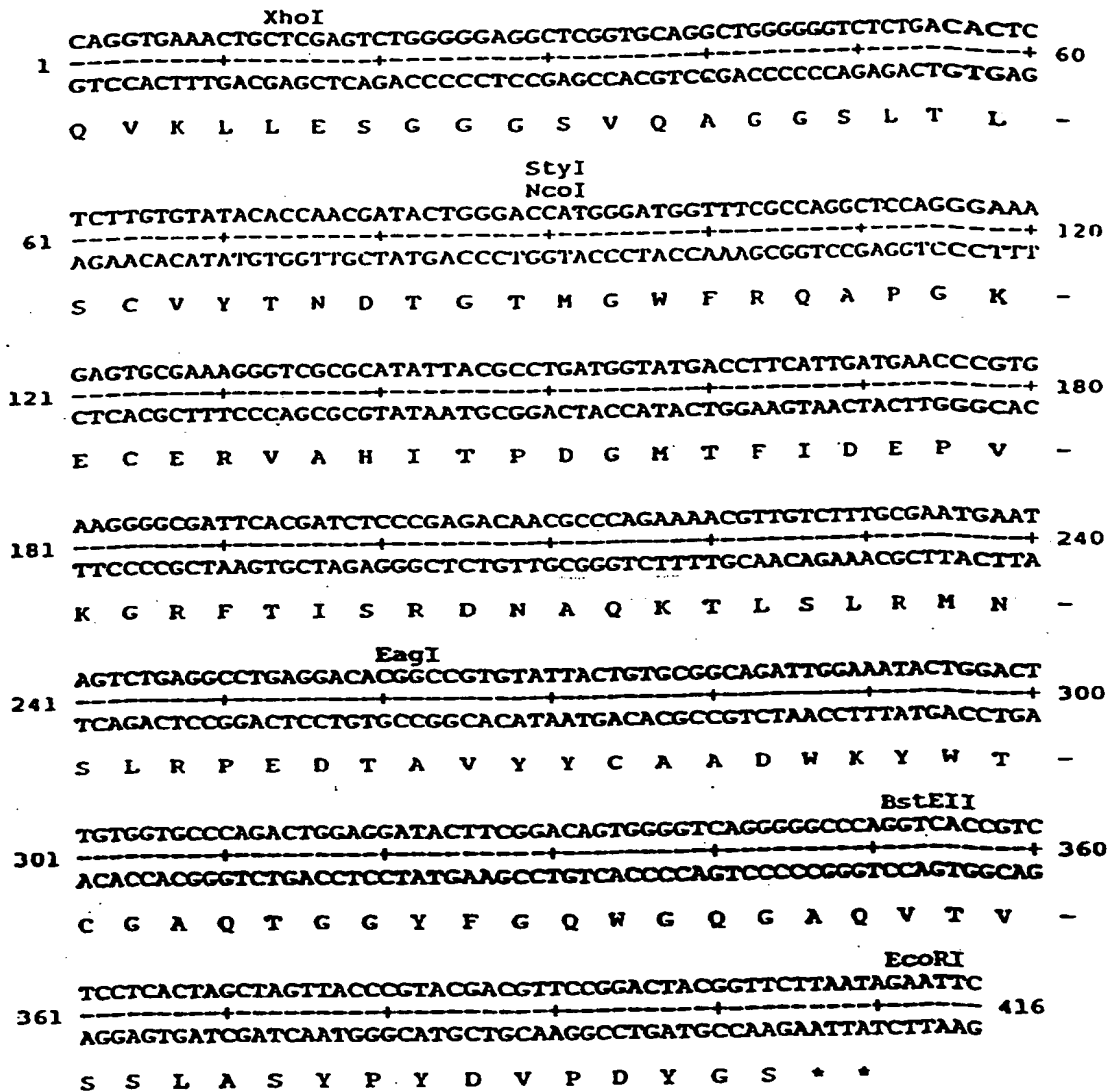 XhoI
CAGGTGAAACTGCTCGAGTCTGGGGGAGGCTCGGTGCAGGCTGGGGGGTCTCTGACACTC
1 ---------+---------+---------+---------+---------+---------+ 60
GTCCACTTTGACGAGCTCAGACCCCCTCCGAGCCACGTCCGACCCCCCAGAGACTGTGAG
Q V K L L E S G G G S V Q A G G S L T L -
StyI
NcoI
TCTTGTGTATACACCAACGATACTGGGACCATGGGATGGTTTCGCCAGGCTCCAGGGAAA
61 ---------+---------+---------+---------+---------+---------+ 120
AGAACACATATGTGGTTGCTATGACCCTGGTACCCTACCAAAGCGGTCCGAGGTCCCTTT
S C V Y T N D T G T M G W F R Q A P G K -
GAGTGCGAAAGGGTCGCGCATATTACGCCTGATGGTATGACCTTCATTGATGAACCCGTG
121 ---------+---------+---------+---------+---------+---------+ 180
CTCACGCTTTCCCAGCGCGTATAATGCGGACTACCATACTGGAAGTAACTACTTGGGCAC
E C E R V A H I T P D G M T F I D E P V -
AAGGGGCGATTCACGATCTCCCGAGACAACGCCCAGAAAACGTTGTCTTTGCGAATGAAT
181 ---------+---------+---------+---------+---------+---------+ 240
TTCCCCGCTAAGTGCTAGAGGGCTCTGTTGCGGGTCTTTTGCAACAGAAACGCTTACTTA
K G R F T I S R D N A Q K T L S L R M N -
EagI
AGTCTGAGGCCTGAGGACACGGCCGTGTATTACTGTGCGGCAGATTGGAAATACTGGACT
241 ---------+---------+---------+---------+---------+---------+ 300
TCAGACTCCGGACTCCTGTGCCGGCACATAATGACACGCCGTCTAACCTTTATGACCTGA
S L R P E D T A V Y Y C A A D W K Y W T -
BstEII
TGTGGTGCCCAGACTGGAGGATACTTCGGACAGTGGGGTCAGGGGGCCCAGGTCACCGTC
301 ---------+---------+---------+---------+---------+---------+ 360
ACACCACGGGTCTGACCTCCTATGAAGCCTGTCACCCCAGTCCCCCGGGTCCAGTGGCAG
C G A Q T G G Y F G Q W G Q G A Q V T V -
EcoRI
TCCTCACTAGCTAGTTACCCGTACGACGTTCCGGACTACGGTTCTTAATAGAATTC
361 ---------+---------+---------+---------+---------+------ 416
AGGAGTGATCGATCAATGGGCATGCTGCAAGGCCTGATGCCAAGAATTATCTTAAG
S S L A S Y P Y D V P D Y G S * *